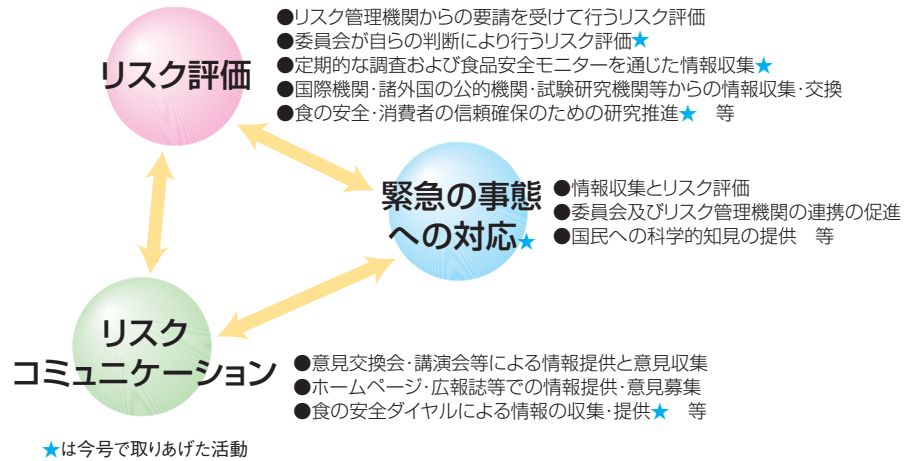 リスク評価
●リスク管理機関からの要請を受けて行うリスク評価
●委員会が自らの判断により行うリスク評価★
●定期的な調査および食品安全モニターを通じた情報収集★
●国際機関・諸外国の公的機関・試験研究機関等からの情報収集・交換
●食の安全・消費者の信頼確保のための研究推進★ 等
緊急の事態
への対応★
●情報収集とリスク評価
●委員会及びリスク管理機関の連携の促進
●国民への科学的知見の提供 等
リスク
コミュニケーション
●意見交換会・講演会等による情報提供と意見収集
●ホームページ・広報誌等での情報提供・意見募集
●食の安全ダイヤルによる情報の収集・提供★ 等
★は今号で取りあげた活動